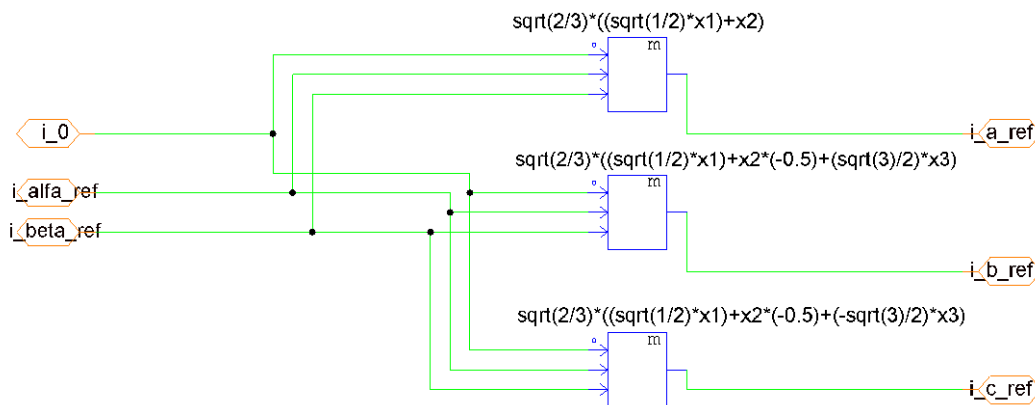 sqrt(2/3)*((sqrt(1/2)*x1)+x2)
m
i_0
i_a_ref
sqrt(2/3)*((sqrt(1/2)*x1)+x2*(-0.5)+(sqrt(3)/2)*x3)
m
i_alfa_ref
i_beta_ref
i_b_ref
sqrt(2/3)*((sqrt(1/2)*x1)+x2*(-0.5)+(-sqrt(3)/2)*x3)
m
i_c_ref